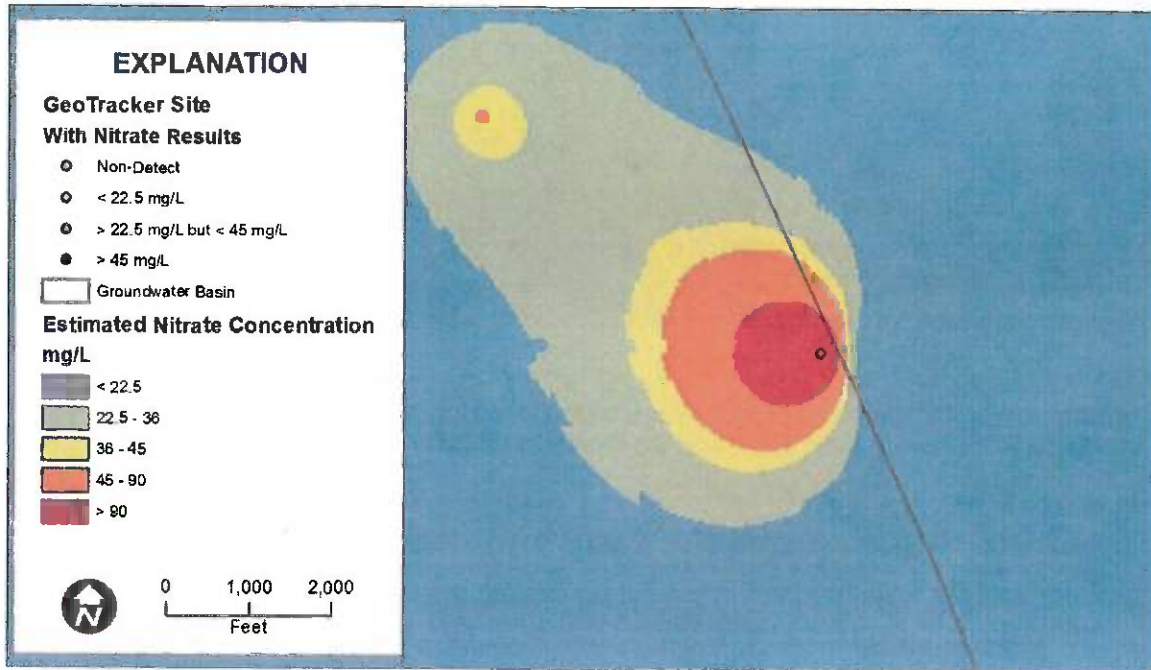 EXPLANATION
GeoTracker Site
With Nitrate Results
Non-Detect
< 22.5 mg/L
> 22.5 mg/L but < 45 mg/L
> 45 mg/L
Groundwater Basin
Estimated Nitrate Concentration
mg/L
< 22.5
22.5 - 36
36 - 45
45 - 90
> 90
N
0 1,000 2,000
Feet